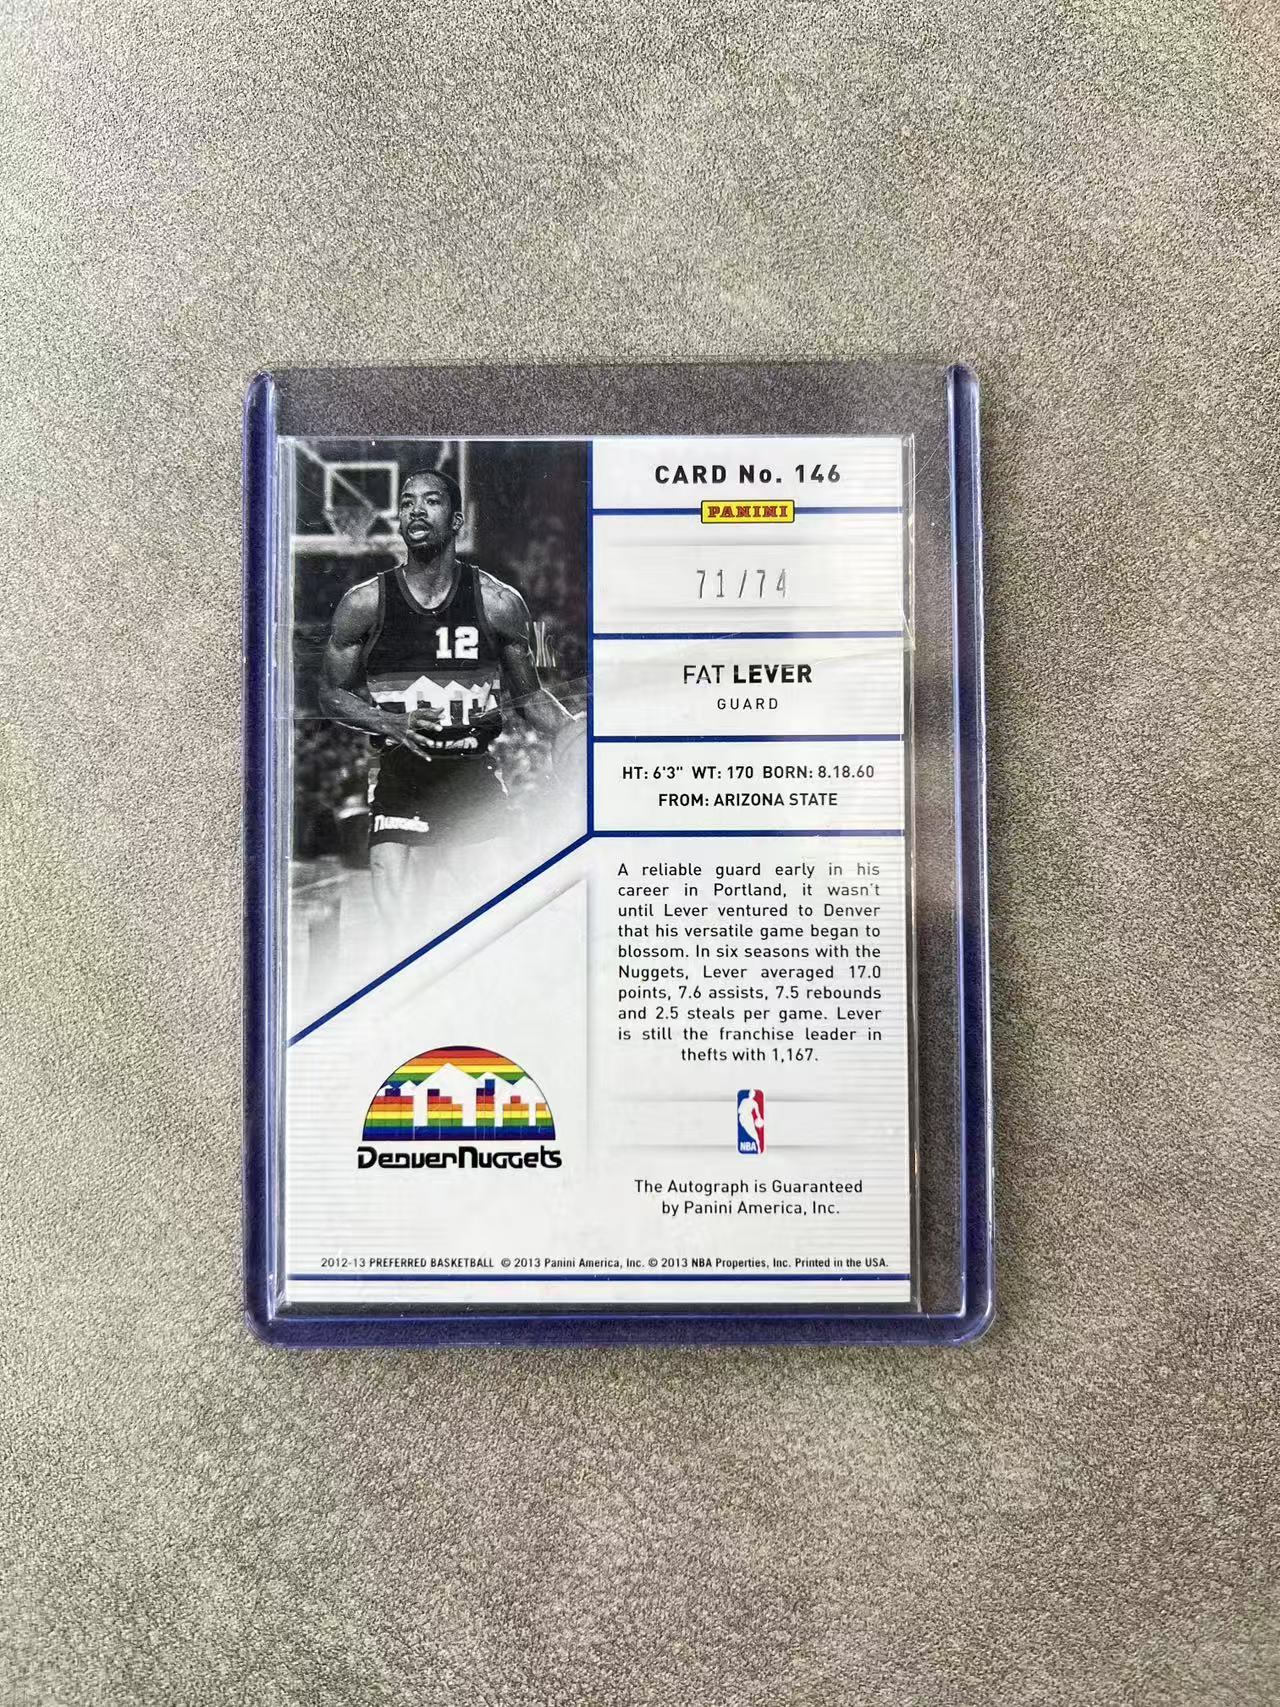 CARD No. 146
PANINI
71/74
12
Nuggets
FAT LEVER
GUARD
HT: 6'3" WT: 170 BORN: 8.18.60
FROM: ARIZONA STATE
A reliable guard early in his
career in Portland, it wasn't
until Lever ventured to Denver
that his versatile game began to
blossom. In six seasons with the
Nuggets, Lever averaged 17.0
points, 7.6 assists, 7.5 rebounds
and 2.5 steals per game. Lever
is still the franchise leader in
thefts with 1,167.
Denver Nuggets
NBA
The Autograph is Guaranteed
by Panini America, Inc.
2012-13 PREFERRED BASKETBALL © 2013 Panini America, Inc. © 2013 NBA Properties, Inc. Printed in the USA.